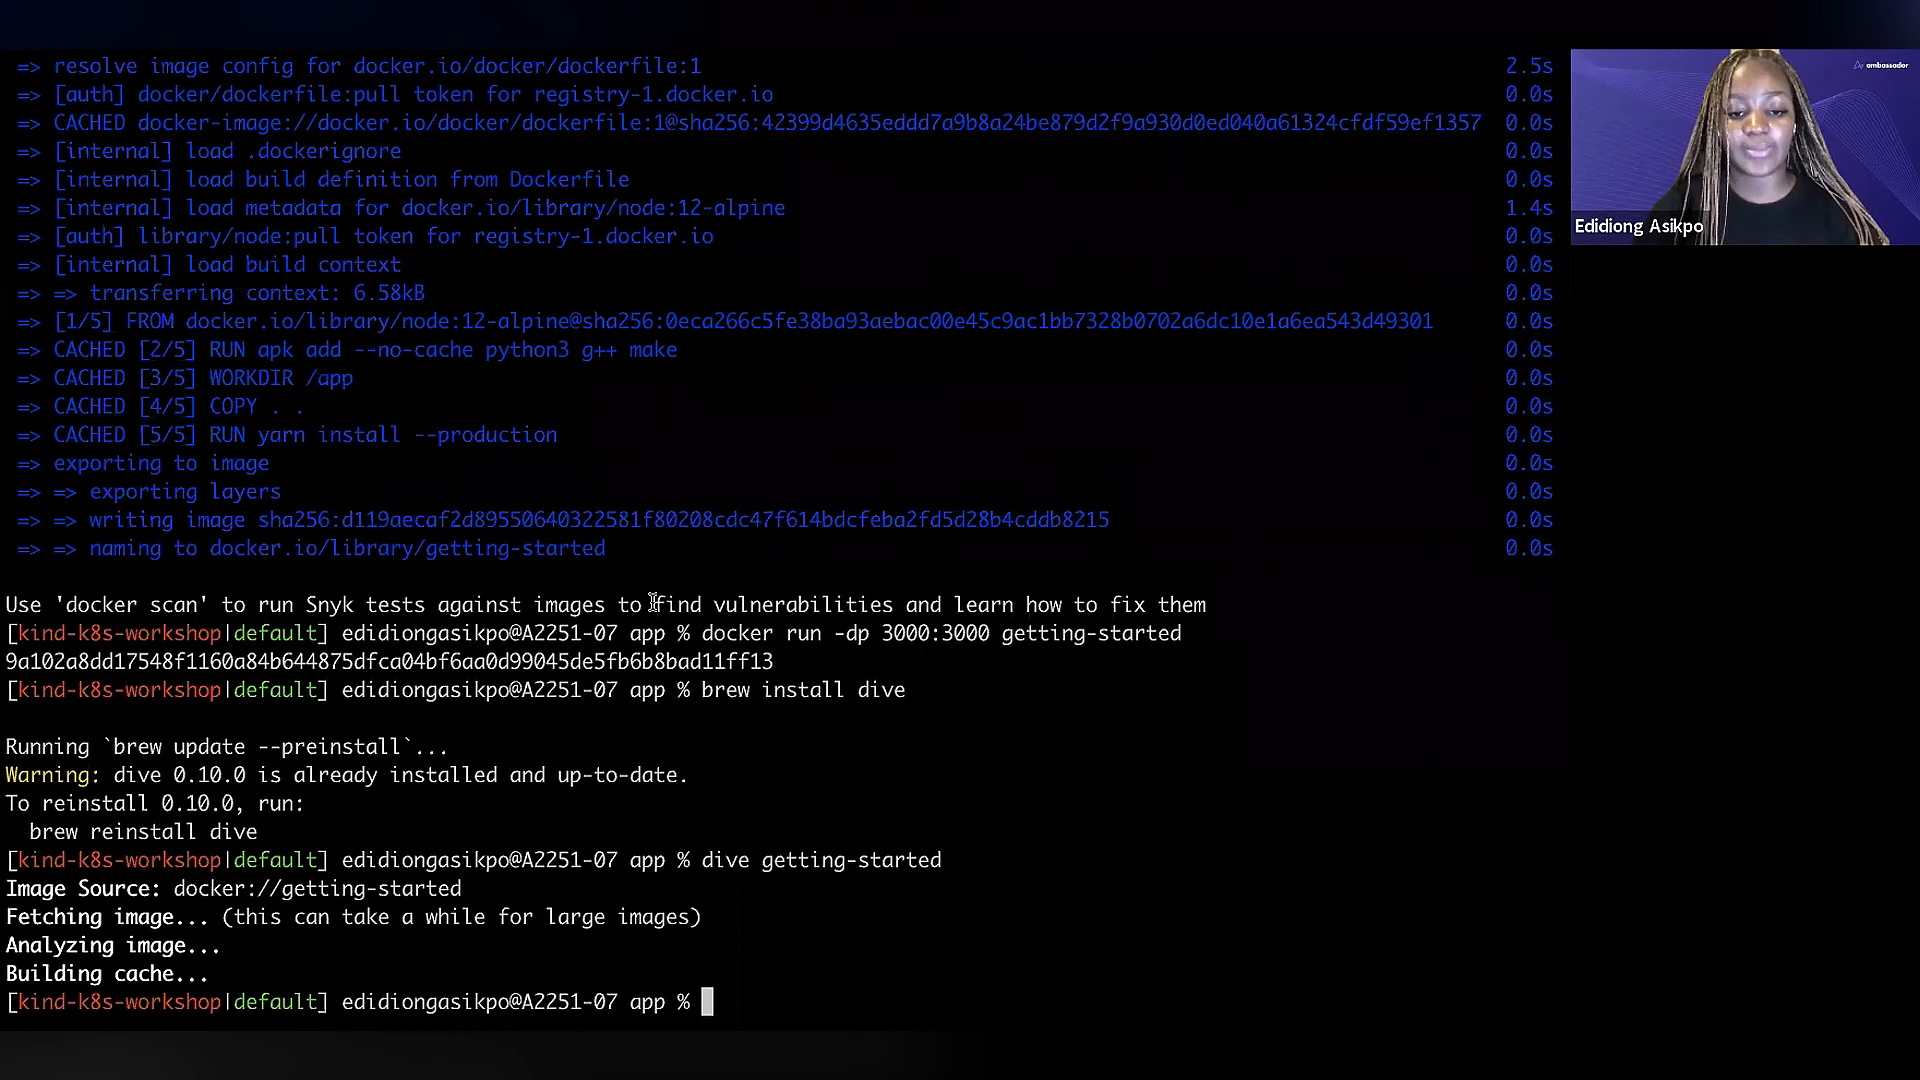 => resolve image config for docker.io/docker/dockerfile:1 2.5s
=> [auth] docker/dockerfile:pull token for registry-1.docker.io 0.0s
=> CACHED docker-image://docker.io/docker/dockerfile:1@sha256:42399d4635eddd7a9b8a24be879d2f9a930d0ed040a61324cfdf59ef1357 0.0s
=> [internal] load .dockerignore 0.0s
=> [internal] load build definition from Dockerfile 0.0s
=> [internal] load metadata for docker.io/library/node:12-alpine 1.4s
=> [auth] library/node:pull token for registry-1.docker.io 0.0s
=> [internal] load build context 0.0s
=> => transferring context: 6.58kB 0.0s
=> [1/5] FROM docker.io/library/node:12-alpine@sha256:0eca266c5fe38ba93aebac00e45c9ac1bb7328b0702a6dc10e1a6ea543d49301 0.0s
=> CACHED [2/5] RUN apk add --no-cache python3 g++ make 0.0s
=> CACHED [3/5] WORKDIR /app 0.0s
=> CACHED [4/5] COPY . . 0.0s
=> CACHED [5/5] RUN yarn install --production 0.0s
=> exporting to image 0.0s
=> => exporting layers 0.0s
=> => writing image sha256:d119aecaf2d89550640322581f80208cdc47f614bdcfeba2fd5d28b4cddb8215 0.0s
=> => naming to docker.io/library/getting-started 0.0s
Use 'docker scan' to run Snyk tests against images to find vulnerabilities and learn how to fix them
[kind-k8s-workshop|default] edidiongasikpo@A2251-07 app % docker run -dp 3000:3000 getting-started
9a102a8dd17548f1160a84b644875dfca04bf6aa0d99045de5fb6b8bad11ff13
[kind-k8s-workshop|default] edidiongasikpo@A2251-07 app % brew install dive
Running `brew update --preinstall`...
Warning: dive 0.10.0 is already installed and up-to-date.
To reinstall 0.10.0, run:
brew reinstall dive
[kind-k8s-workshop|default] edidiongasikpo@A2251-07 app % dive getting-started
Image Source: docker://getting-started
Fetching image... (this can take a while for large images)
Analyzing image...
Building cache...
[kind-k8s-workshop|default] edidiongasikpo@A2251-07 app %
ambassador
Edidiong Asikpo